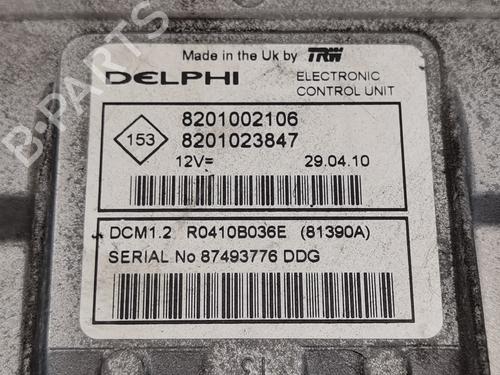 Made in the Uk by TRW
DELPHI
ELECTRONIC
CONTROL UNIT
153
8201002106
8201023847
12V=
29.04.10
DCM1.2 R0410B036E (81390A)
SERIAL No 87493776 DDG
B-PARTS